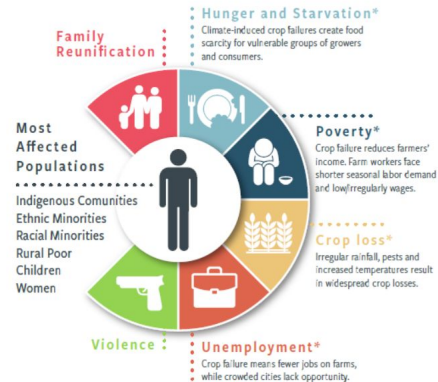 Hunger and Starvation*
Climate-induced crop failures create food
scarcity for vulnerable groups of growers
and consumers.
Family
Reunification
Poverty*
Crop failure reduces farmers'
income. Farm workers face
shorter seasonal labor demand
and low/irregularly wages.
Most
Affected
Populations
Indigenous Comunities
Ethnic Minorities
Racial Minorities
Rural Poor
Children
Women
Crop loss*
Irregular rainfall, pests and
increased temperatures result
in widespread crop losses.
Violence
Unemployment*
Crop failure means fewer jobs on farms,
while crowded cities lack opportunity.